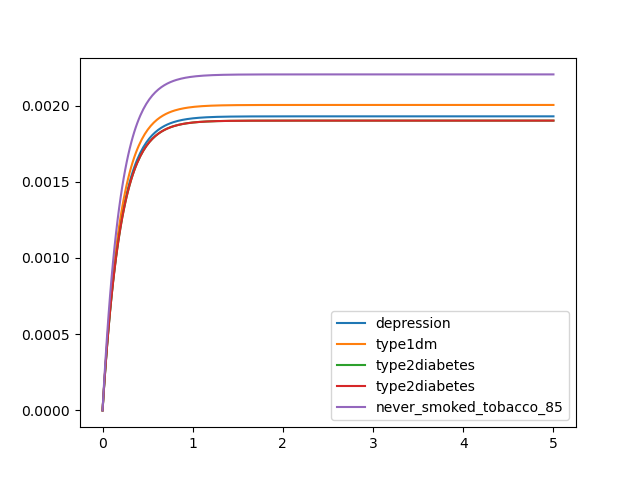 0.0020
0.0015
0.0010
0.0005
0.0000
0 1 2 3 4 5
depression
type1dm
type2diabetes
type2diabetes
never_smoked_tobacco_85